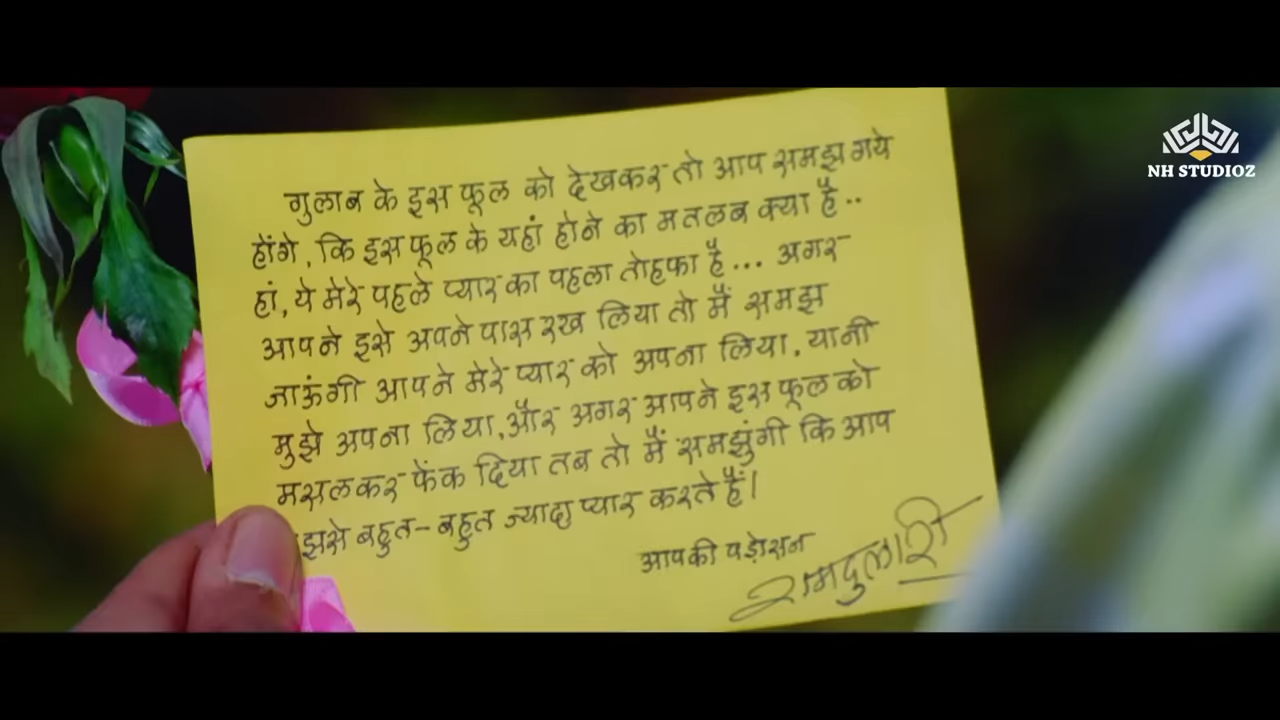 गुलाब के इस फूल को देखकर तो आप समझ गये
होंगे, कि इस फूल के यहां होने का मतलब क्या है..
हां, ये मेरे पहले प्यार का पहला तोहफा है... अगर
आपने इसे अपने पास रख लिया तो मैं समझ
जाऊंगी आपने मेरे प्यार को अपना लिया, यानी
मुझे अपना लिया, और अगर आपने इस फूल को
मसलकर फेंक दिया तब तो मैं समझुंगी कि आप
झसे बहुत-बहुत ज्यादा प्यार करते हैं।
आपकी पड़ोसन
रामदुलारी
NH STUDIOZ